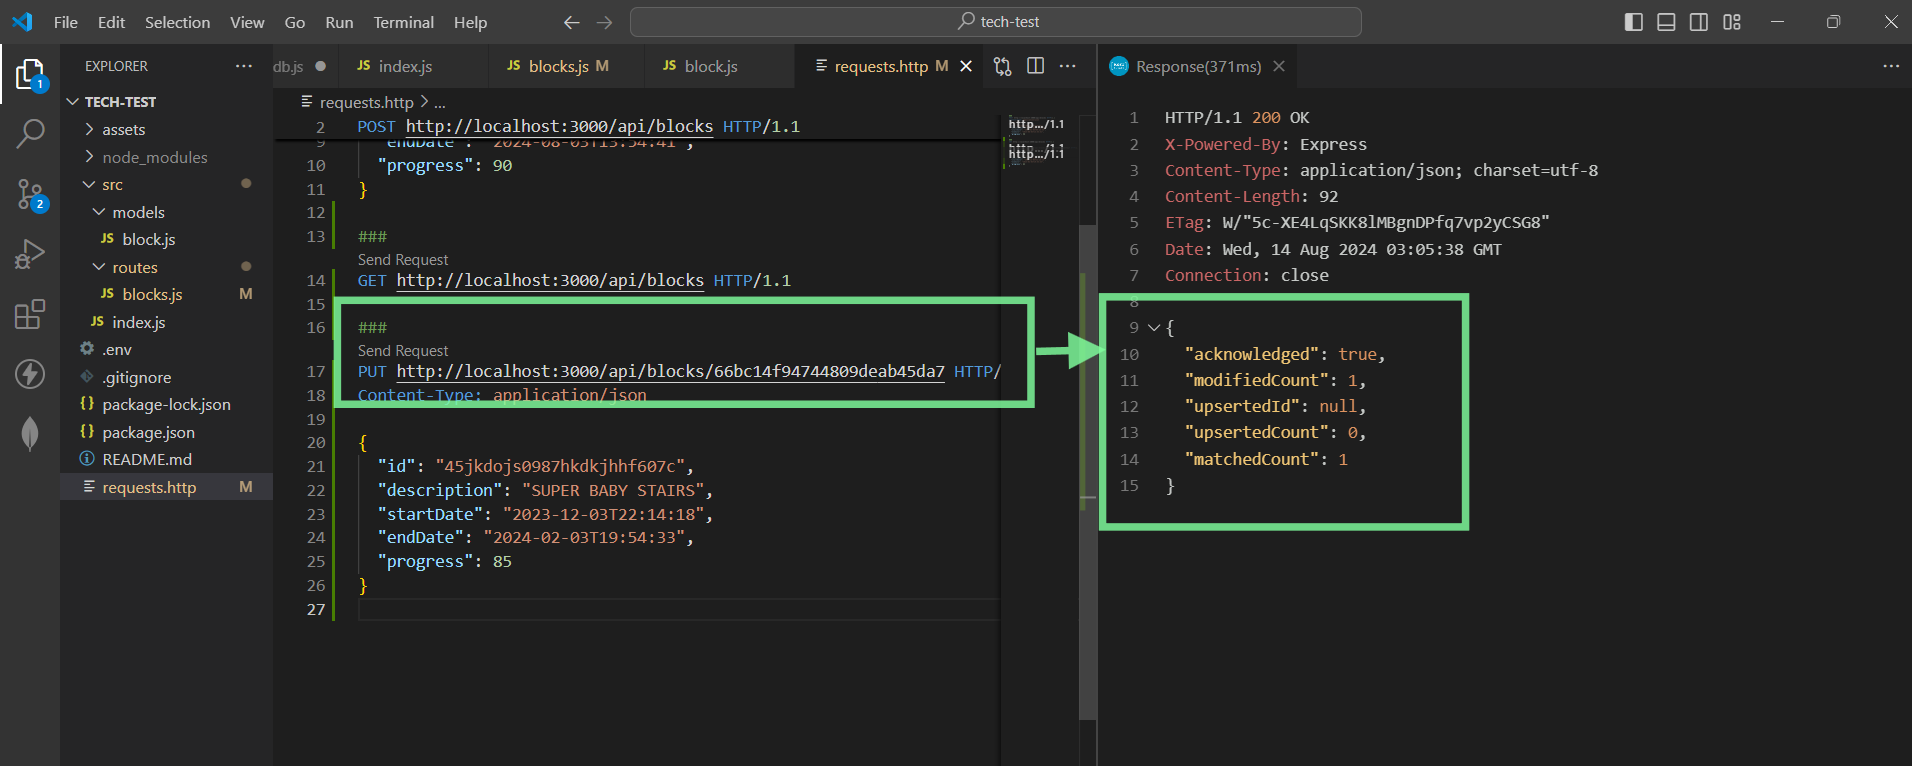 File Edit Selection View Go Run Terminal Help
tech-test
EXPLORER
TECH-TEST
assets
node_modules
src
models
JS block.js
routes
JS blocks.js M
JS index.js
.env
.gitignore
{} package-lock.json
{} package.json
README.md
requests.http M
1
2
db.js
JS index.js
JS blocks.js M
JS block.js
requests.http M
requests.http > ...
2 POST http://localhost:3000/api/blocks HTTP/1.1
9 "endDate": "2024-08-03T13:54:41",
10 "progress": 90
11 }
12
13 ###
Send Request
14 GET http://localhost:3000/api/blocks HTTP/1.1
15
16 ###
Send Request
17 PUT http://localhost:3000/api/blocks/66bc14f94744809deab45da7 HTTP/
18 Content-Type: application/json
19
20 {
21 "id": "45jkdojs0987hkdkjhhf607c",
22 "description": "SUPER BABY STAIRS",
23 "startDate": "2023-12-03T22:14:18",
24 "endDate": "2024-02-03T19:54:33",
25 "progress": 85
26 }
27
http.../1.1
http.../1.1
Response(371ms)
1 HTTP/1.1 200 OK
2 X-Powered-By: Express
3 Content-Type: application/json; charset=utf-8
4 Content-Length: 92
5 ETag: W/"5c-XE4LqSKK8lMBgnDPfq7vp2yCSG8"
6 Date: Wed, 14 Aug 2024 03:05:38 GMT
7 Connection: close
8
9 {
10 "acknowledged": true,
11 "modifiedCount": 1,
12 "upsertedId": null,
13 "upsertedCount": 0,
14 "matchedCount": 1
15 }